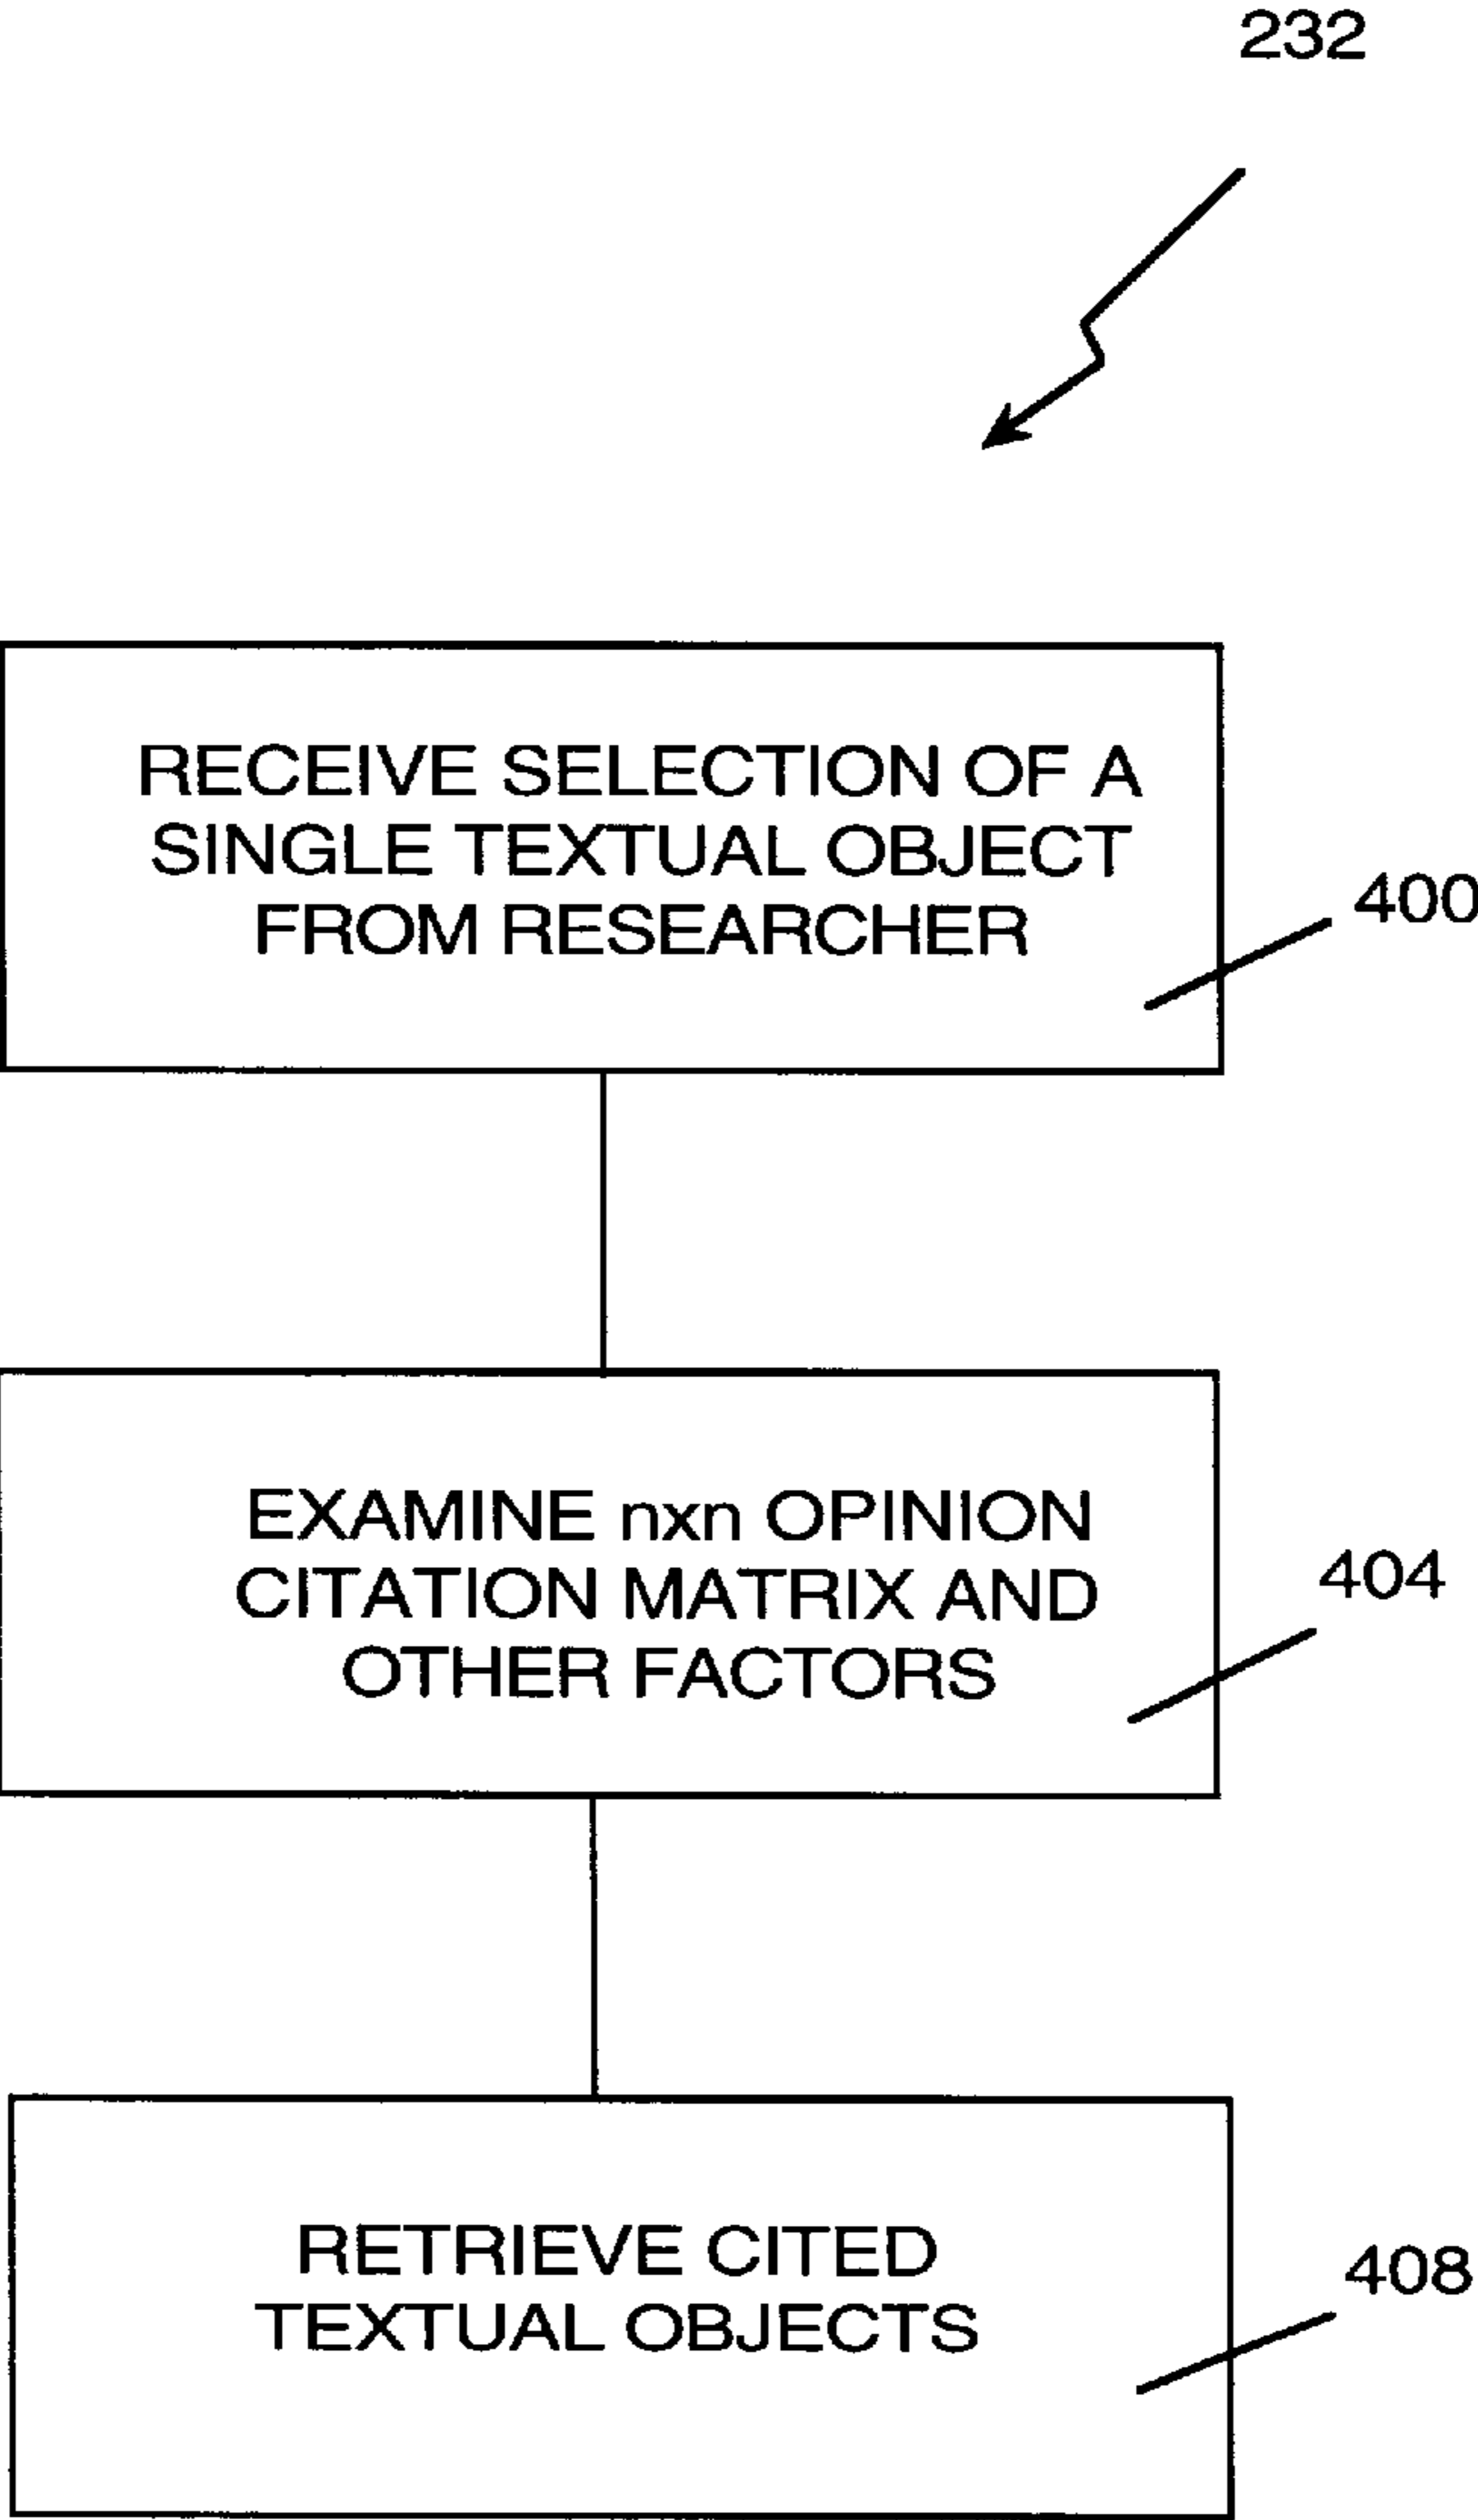 232
RECEIVE SELECTION OF A
SINGLE TEXTUAL OBJECT
FROM RESEARCHER
400
EXAMINE nxn OPINION
CITATION MATRIX AND
OTHER FACTORS
404
RETRIEVE CITED
TEXTUAL OBJECTS
408